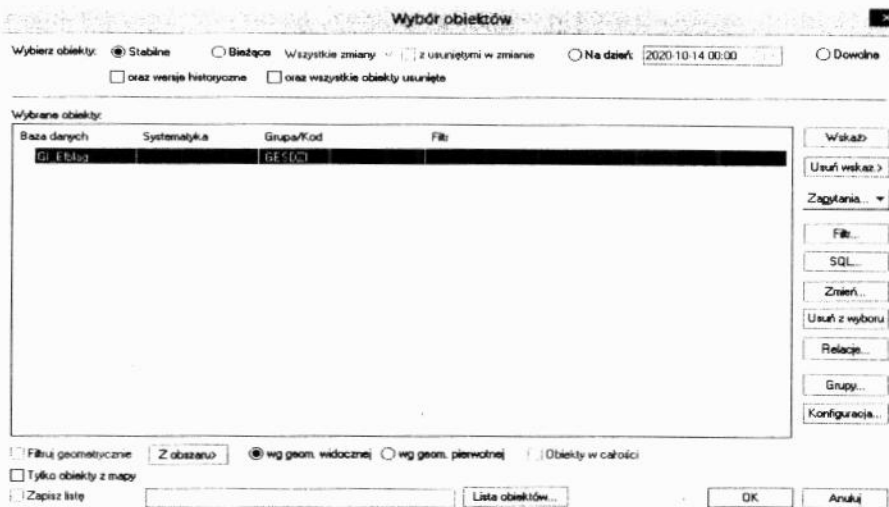 Wybór obiektów
Wybierz obiekty: Stabilne Bieżące Wszystkie zmiany z usuniętymi w zmianie Na dzień: 2020-10-14 00:00 Dowolne
oraz wersje historyczne oraz wszystkie obiekty usunięte
Wybrane obiekty:
Baza danych Systematyka Grupa/Kod Filtr
Wskaż>
GI_Elbląg
Usuń wskaz.>
Zapytania...
Filtr...
SQL...
Zmień...
Usuń z wyboru
Relacje...
Grupy...
Konfiguracja...
Filtruj geometrycznie Z obszaru> wg geom. widocznej wg geom. pierwotnej Obiekty w całości
Tylko obiekty z mapy
Zapisz listę Lista obiektów... OK Anuluj